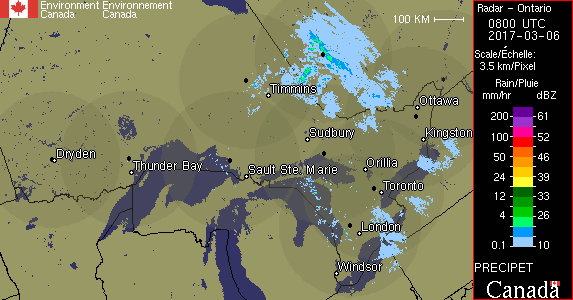 Environment Environnement
Canada Canada
100 KM
Timmins
Ottawa
Sudbury
Kingston
Dryden
Thunder Bay
Sault Ste. Marie
Orillia
Toronto
London
Windsor
Radar - Ontario
0800 UTC
2017-03-06
Scale/Échelle:
3.5 km/Pixel
Rain/Pluie
mm/hr dBZ
200 61
100 52
50 46
24 39
12 33
4 26
0.1 10
PRECIPET
Canada